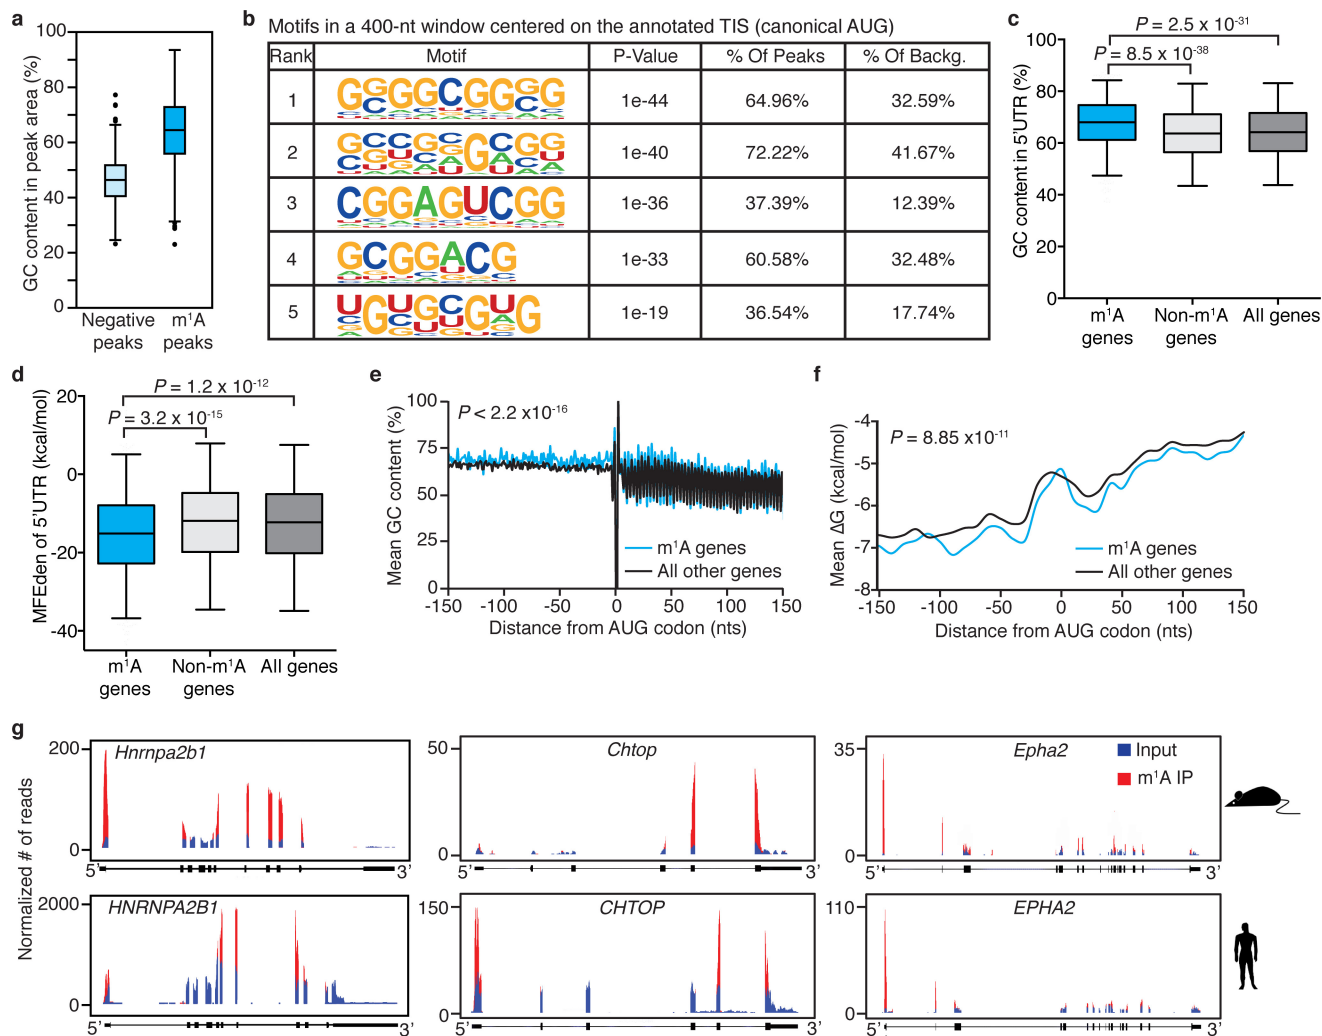 a
GC content in peak area (%)
100
80
60
40
20
0
Negative peaks
m¹A peaks
b
Motifs in a 400-nt window centered on the annotated TIS (canonical AUG)
Rank Motif P-Value % Of Peaks % Of Backg.
1 GGGGCGGGG 1e-44 64.96% 32.59%
2 GCCGCGCGG 1e-40 72.22% 41.67%
3 CGGAGUCGG 1e-36 37.39% 12.39%
4 GCGGACG 1e-33 60.58% 32.48%
5 UGUGCGUG 1e-19 36.54% 17.74%
c
P = 2.5 x 10⁻³¹
P = 8.5 x 10⁻³⁸
GC content in 5'UTR (%)
100
80
60
40
20
0
m¹A genes
Non-m¹A genes
All genes
d
P = 1.2 x 10⁻¹²
P = 3.2 x 10⁻¹⁵
MFEden of 5'UTR (kcal/mol)
20
0
-20
-40
m¹A genes
Non-m¹A genes
All genes
e
P < 2.2 x10⁻¹⁶
Mean GC content (%)
100
75
50
25
0
m¹A genes
All other genes
-150 -100 -50 0 50 100 150
Distance from AUG codon (nts)
f
P = 8.85 x10⁻¹¹
Mean ΔG (kcal/mol)
-4
-5
-6
-7
-8
m¹A genes
All other genes
-150 -100 -50 0 50 100 150
Distance from AUG codon (nts)
g
Normalized # of reads
200
0
Hnrnpa2b1
5' 3'
50
0
Chtop
5' 3'
35
0
Epha2
Input
m¹A IP
5' 3'
2000
0
HNRNPA2B1
5' 3'
150
0
CHTOP
5' 3'
110
0
EPHA2
5' 3'